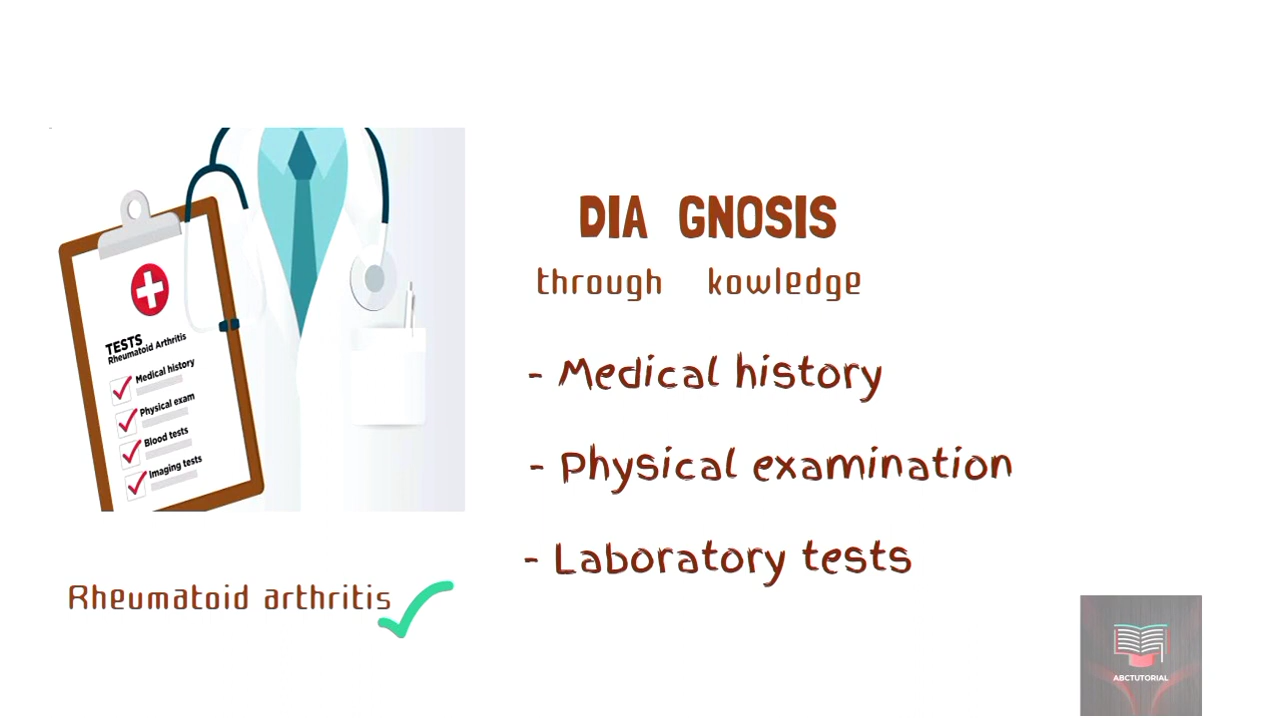 DIA GNOSIS
through kowledge
- Medical history
- Physical examination
- Laboratory tests
TESTS
Rheumatoid Arthritis
Medical history
Physical exam
Blood tests
Imaging tests
Rheumatoid arthritis
ABCTUTORIAL